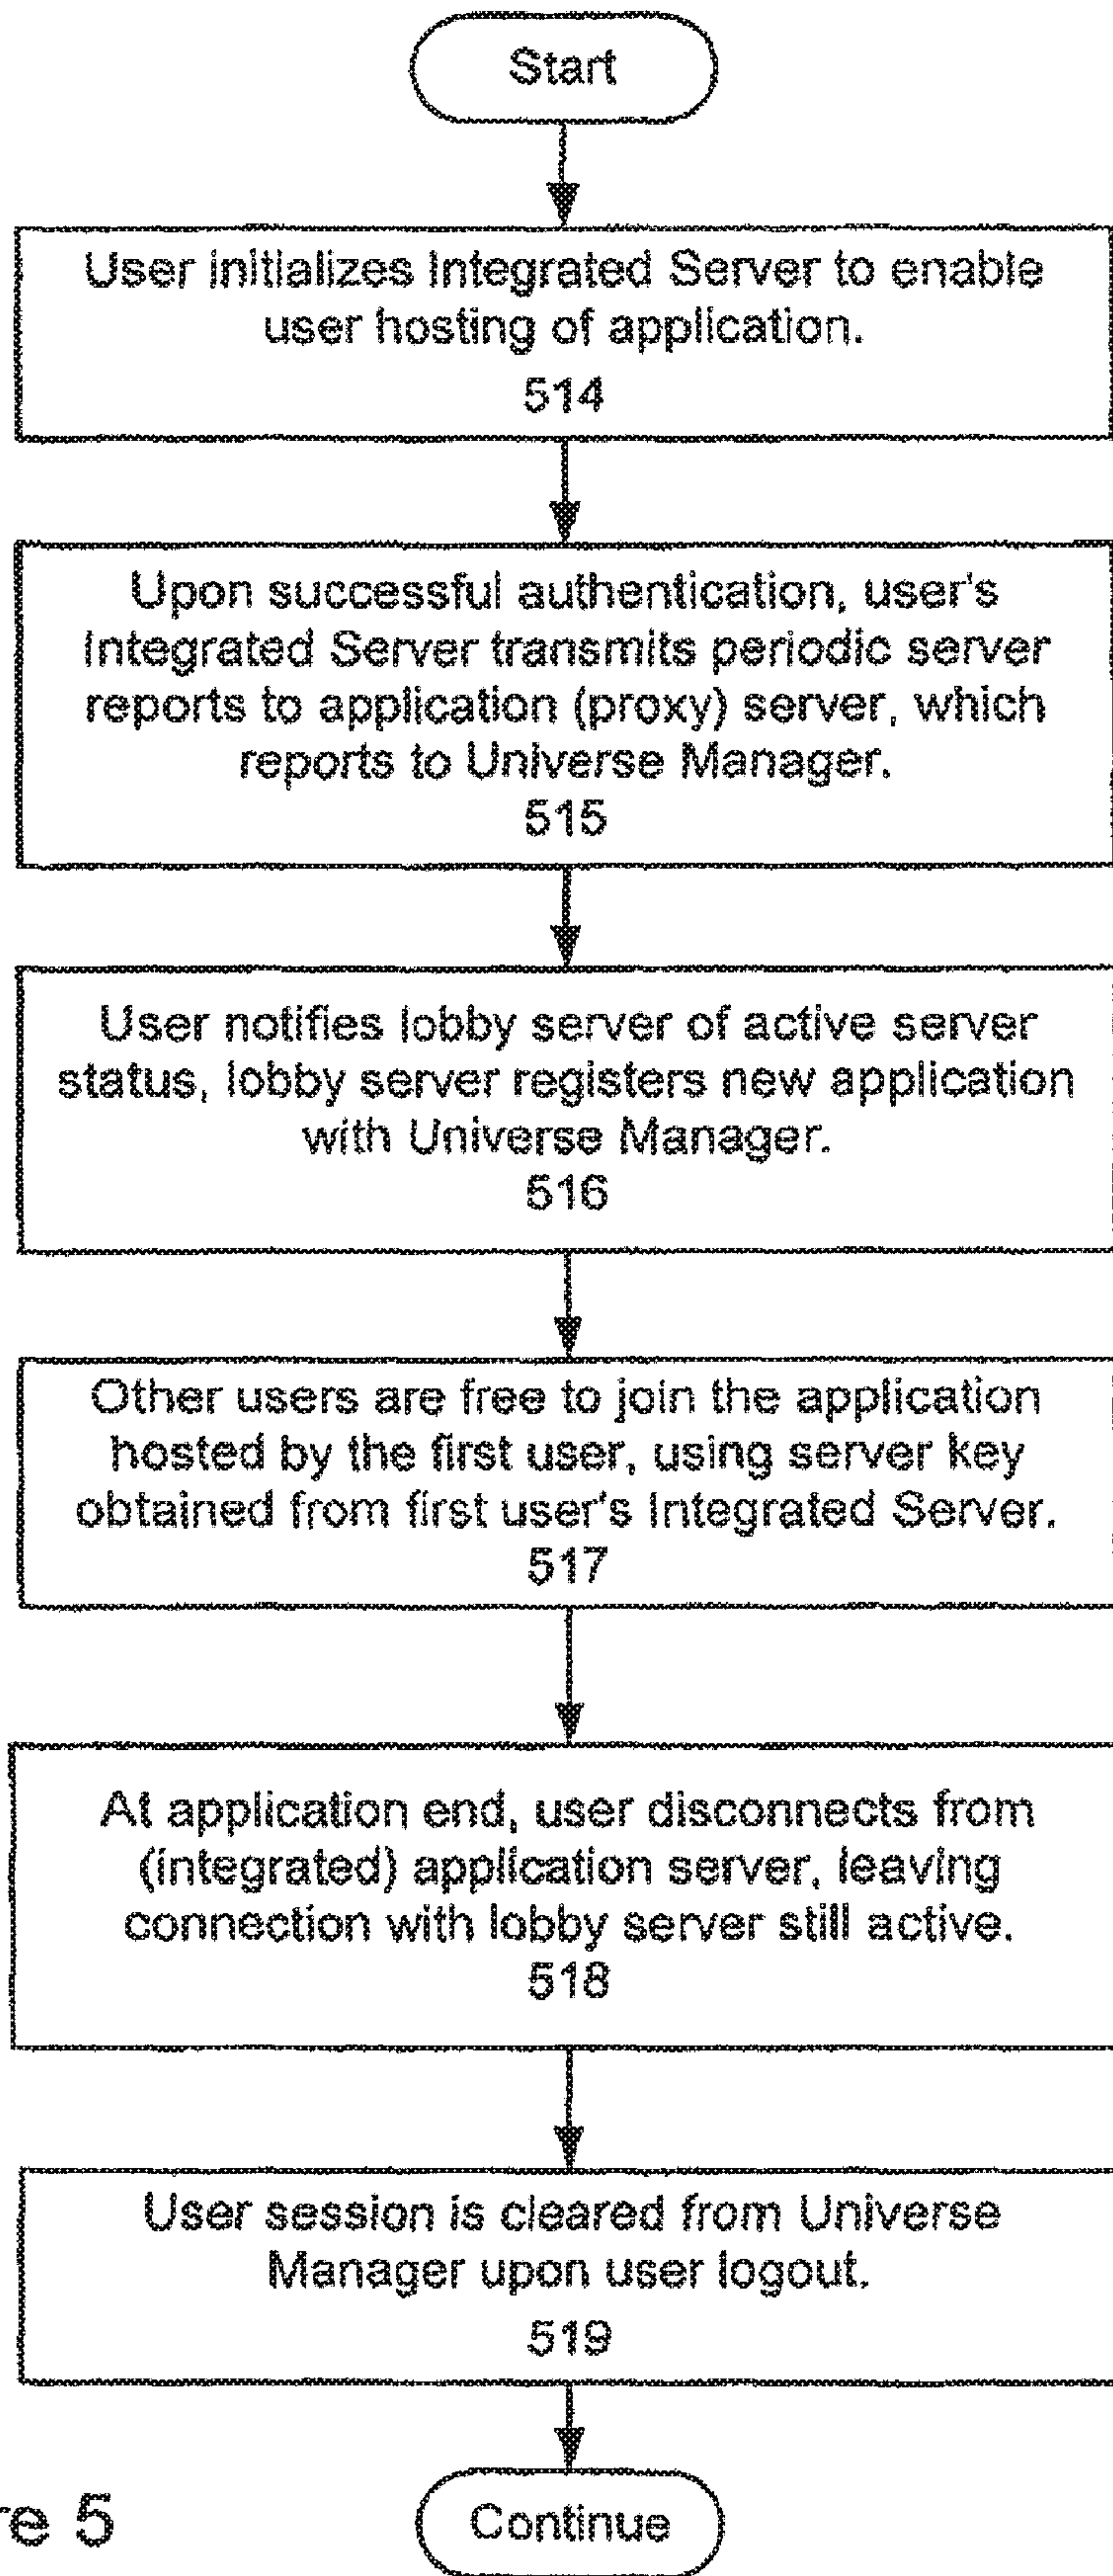 Start
User initializes Integrated Server to enable
user hosting of application.
514
Upon successful authentication, user's
Integrated Server transmits periodic server
reports to application (proxy) server, which
reports to Universe Manager.
515
User notifies lobby server of active server
status, lobby server registers new application
with Universe Manager.
516
Other users are free to join the application
hosted by the first user, using server key
obtained from first user's Integrated Server.
517
At application end, user disconnects from
(integrated) application server, leaving
connection with lobby server still active.
518
User session is cleared from Universe
Manager upon user logout.
519
Continue
re 5